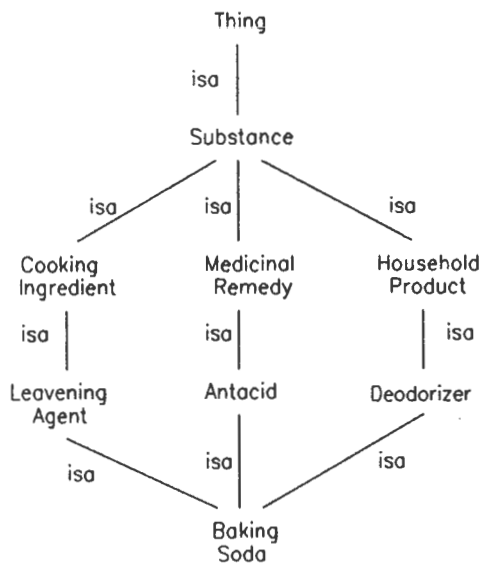 Thing
isa
Substance
isa isa isa
Cooking Medicinal Household
Ingredient Remedy Product
isa isa isa
Leavening Antacid Deodorizer
Agent
isa isa isa
Baking
Soda